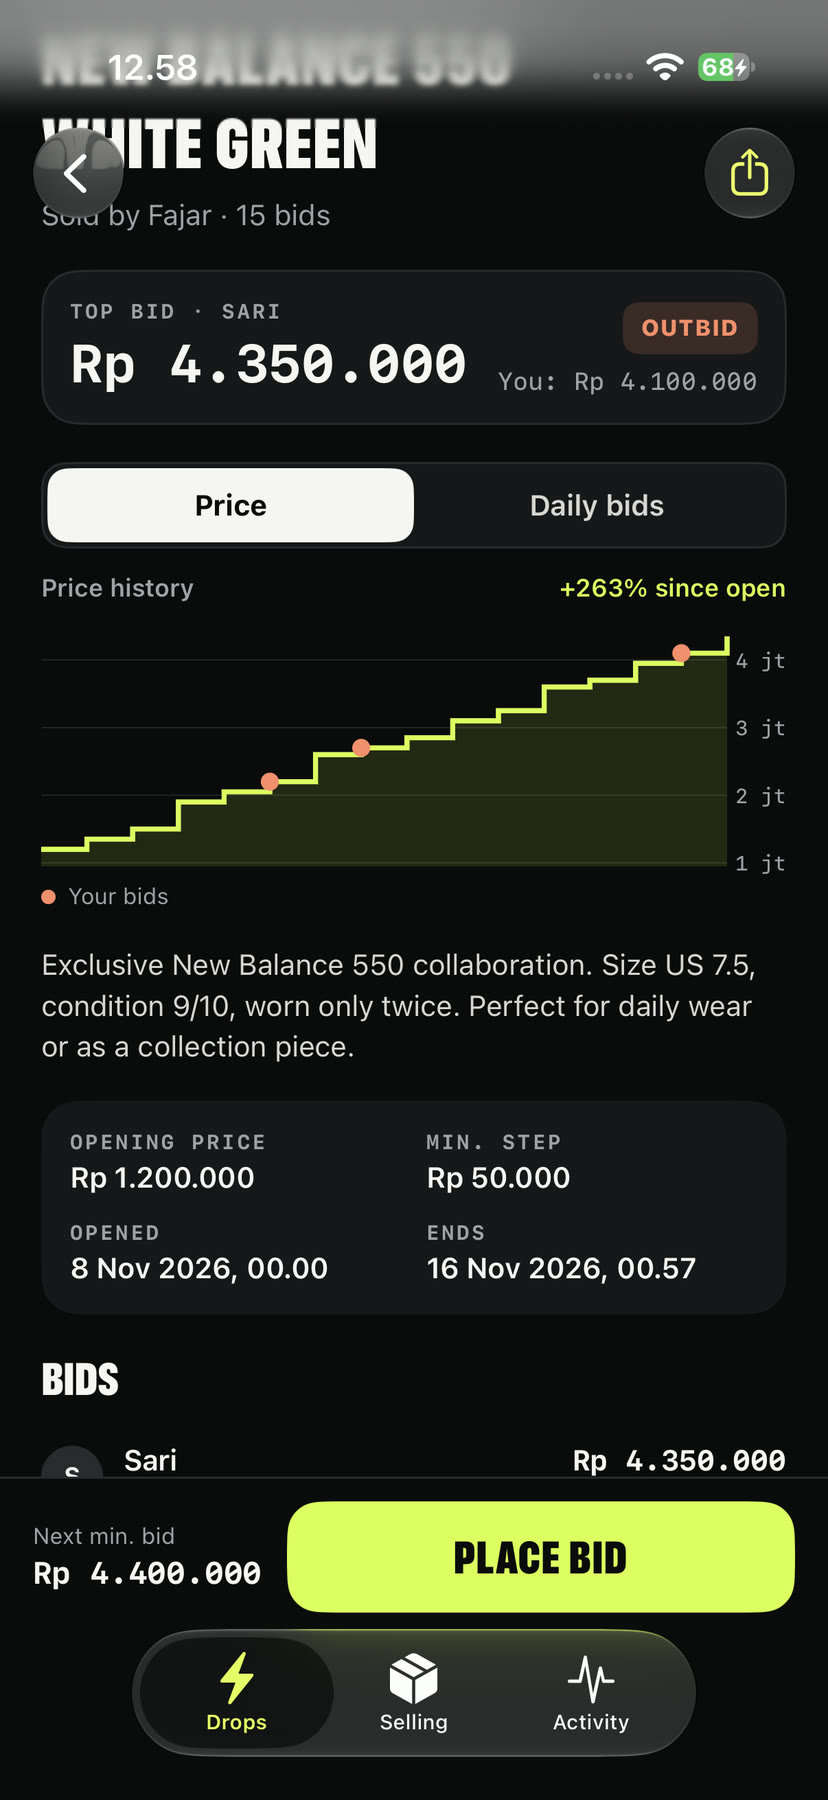 NEW BALANCE 550
12.58
68
WHITE GREEN
Sold by Fajar · 15 bids
TOP BID · SARI
OUTBID
Rp 4.350.000
You: Rp 4.100.000
Price
Daily bids
Price history
+263% since open
4 jt
3 jt
2 jt
1 jt
Your bids
Exclusive New Balance 550 collaboration. Size US 7.5,
condition 9/10, worn only twice. Perfect for daily wear
or as a collection piece.
OPENING PRICE
MIN. STEP
Rp 1.200.000
Rp 50.000
OPENED
ENDS
8 Nov 2026, 00.00
16 Nov 2026, 00.57
BIDS
S
Sari
Rp 4.350.000
Next min. bid
Rp 4.400.000
PLACE BID
Drops
Selling
Activity